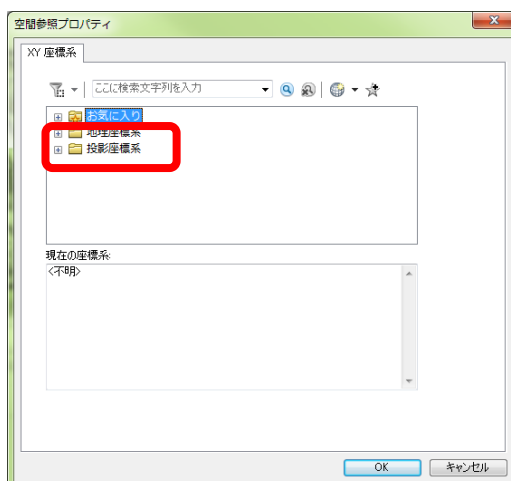 空間参照プロパティ
XY 座標系
ここに検索文字列を入力
お気に入り
地理座標系
投影座標系
現在の座標系:
<不明>
OK キャンセル